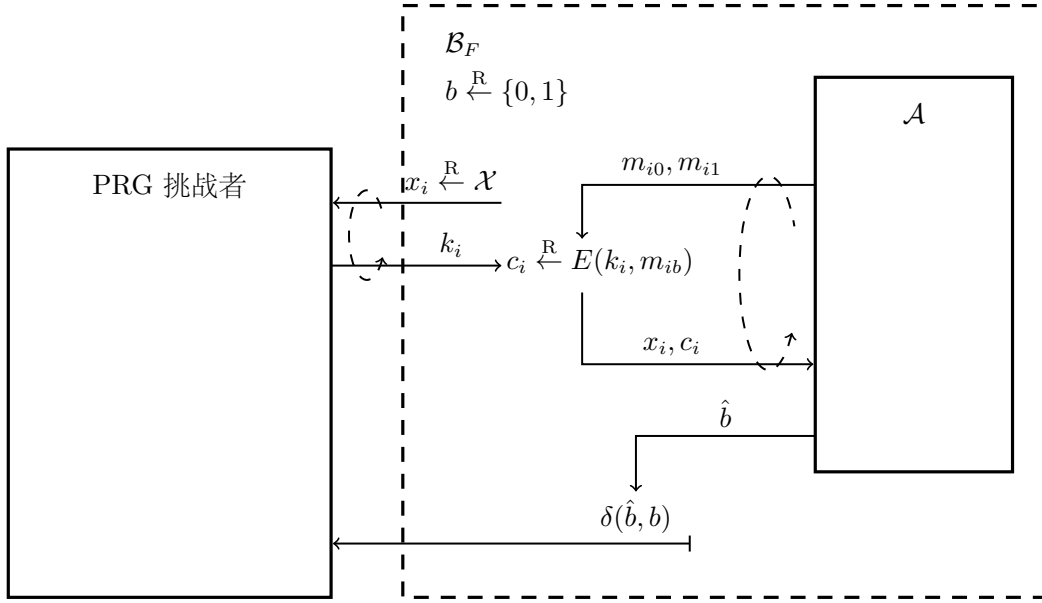 𝓑_F
b ←R {0, 1}
𝓐
PRG 挑战者
x_i ←R 𝒳
m_{i0}, m_{i1}
k_i
c_i ←R E(k_i, m_{ib})
x_i, c_i
b̂
δ(b̂, b)